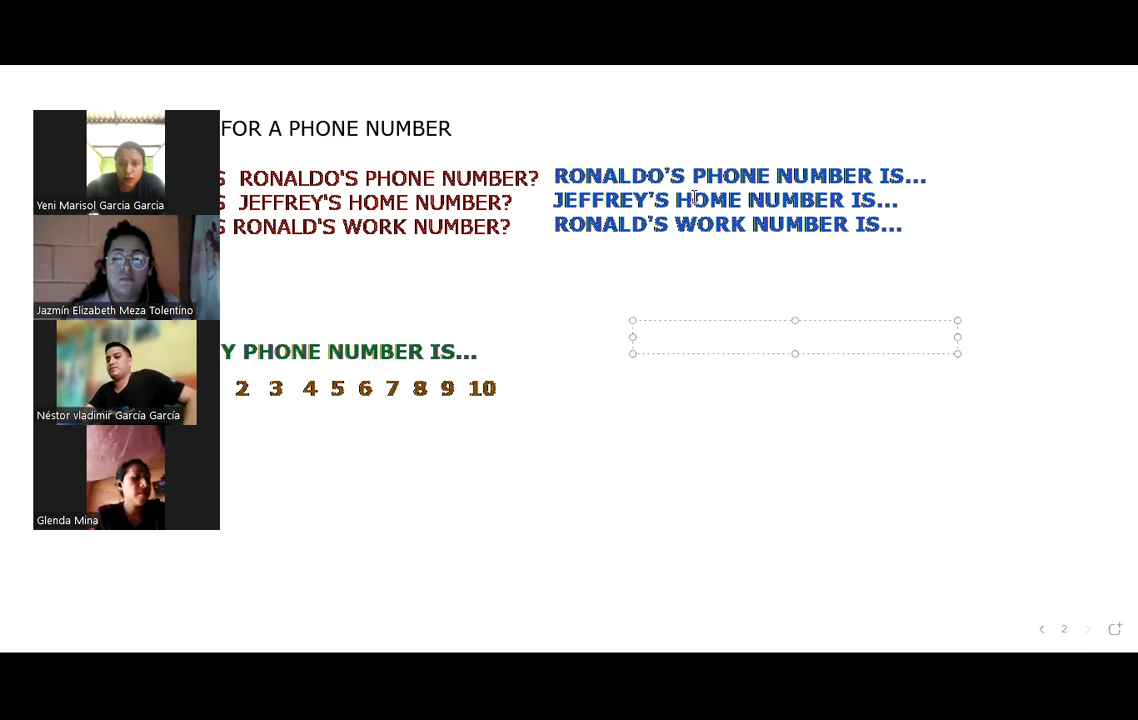 FOR A PHONE NUMBER
S RONALDO'S PHONE NUMBER?
S JEFFREY'S HOME NUMBER?
S RONALD'S WORK NUMBER?
RONALDO'S PHONE NUMBER IS...
JEFFREY'S HOME NUMBER IS...
RONALD'S WORK NUMBER IS...
Y PHONE NUMBER IS...
2 3 4 5 6 7 8 9 10
Yeni Marisol Garcia Garcia
Jazmín Elizabeth Meza Tolentino
Néstor vladimir García García
Glenda Mina
2